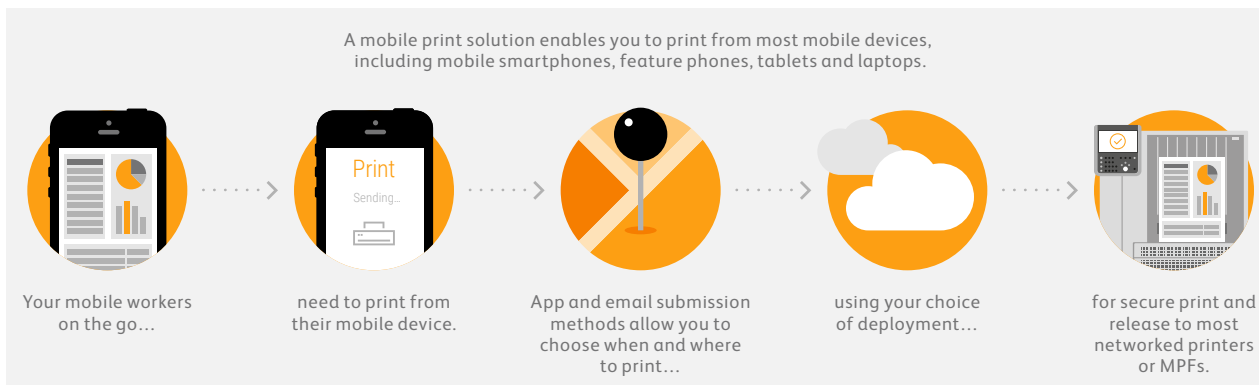 A mobile print solution enables you to print from most mobile devices,
including mobile smartphones, feature phones, tablets and laptops.
Print
Sending...
Your mobile workers
on the go…
need to print from
their mobile device.
App and email submission
methods allow you to
choose when and where
to print…
using your choice
of deployment…
for secure print and
release to most
networked printers
or MPFs.